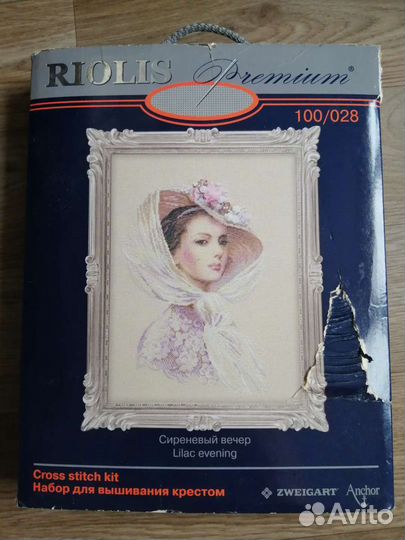 RIOLIS Premium®
100/028
Сиреневый вечер
Lilac evening
Cross stitch kit
Набор для вышивания крестом
ZWEIGART Anchor
Avito